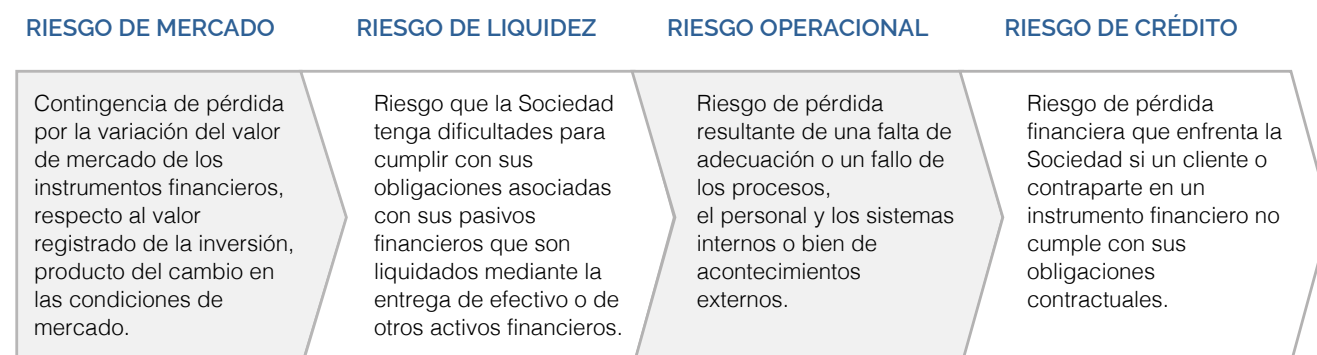 RIESGO DE MERCADO
Contingencia de pérdida
por la variación del valor
de mercado de los
instrumentos financieros,
respecto al valor
registrado de la inversión,
producto del cambio en
las condiciones de
mercado.
RIESGO DE LIQUIDEZ
Riesgo que la Sociedad
tenga dificultades para
cumplir con sus
obligaciones asociadas
con sus pasivos
financieros que son
liquidados mediante la
entrega de efectivo o de
otros activos financieros.
RIESGO OPERACIONAL
Riesgo de pérdida
resultante de una falta de
adecuación o un fallo de
los procesos,
el personal y los sistemas
internos o bien de
acontecimientos
externos.
RIESGO DE CRÉDITO
Riesgo de pérdida
financiera que enfrenta la
Sociedad si un cliente o
contraparte en un
instrumento financiero no
cumple con sus
obligaciones
contractuales.